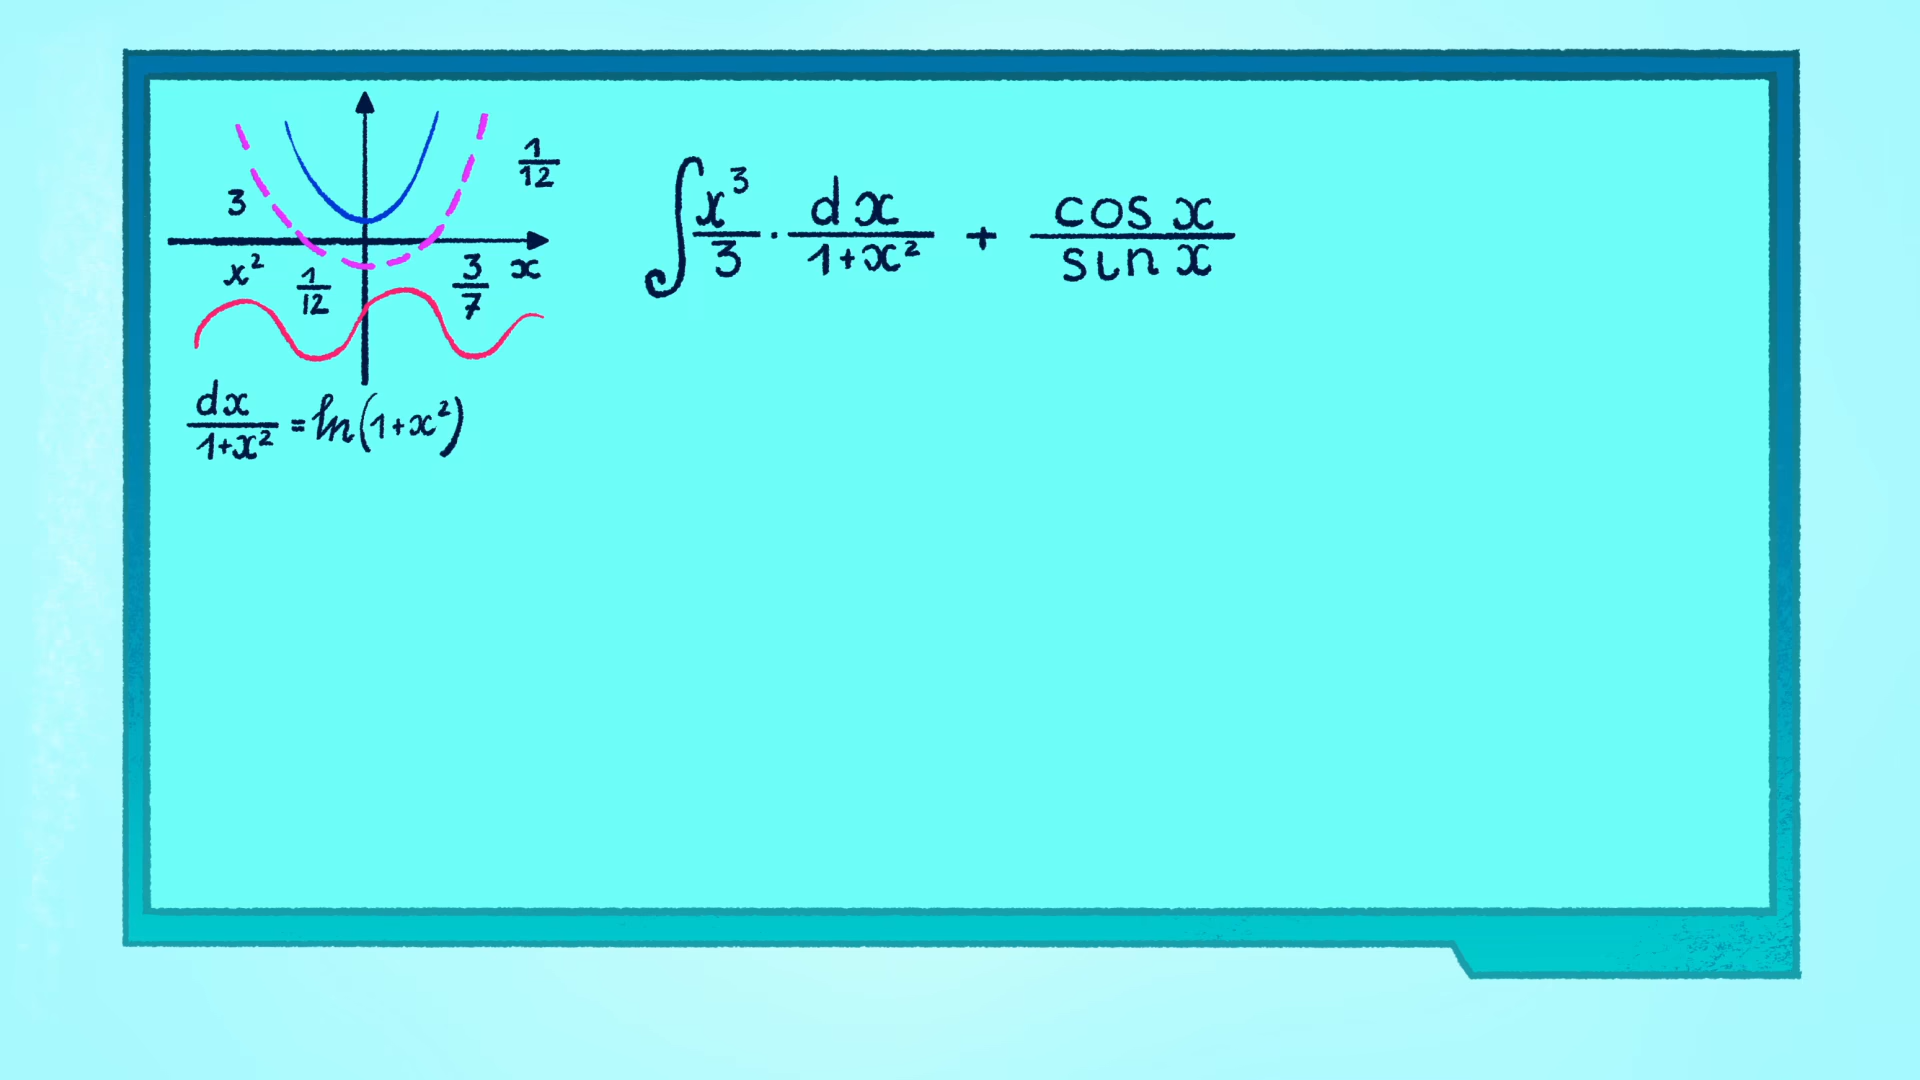 1/12
3
x²
1/12
3/7
x
dx/1+x² = ln(1+x²)
∫ x³/3 · dx/1+x² + cos x/sin x